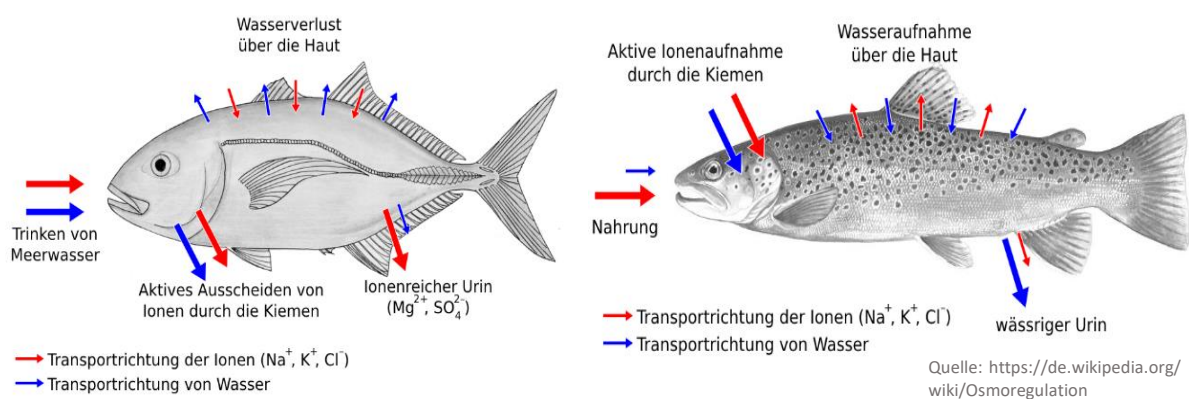 Wasserverlust
über die Haut
Trinken von
Meerwasser
Aktives Ausscheiden von
Ionen durch die Kiemen
Ionenreicher Urin
(Mg²⁺, SO₄²⁻)
Transportrichtung der Ionen (Na⁺, K⁺, Cl⁻)
Transportrichtung von Wasser
Aktive Ionenaufnahme
durch die Kiemen
Wasseraufnahme
über die Haut
Nahrung
wässriger Urin
Transportrichtung der Ionen (Na⁺, K⁺, Cl⁻)
Transportrichtung von Wasser
Quelle: https://de.wikipedia.org/
wiki/Osmoregulation